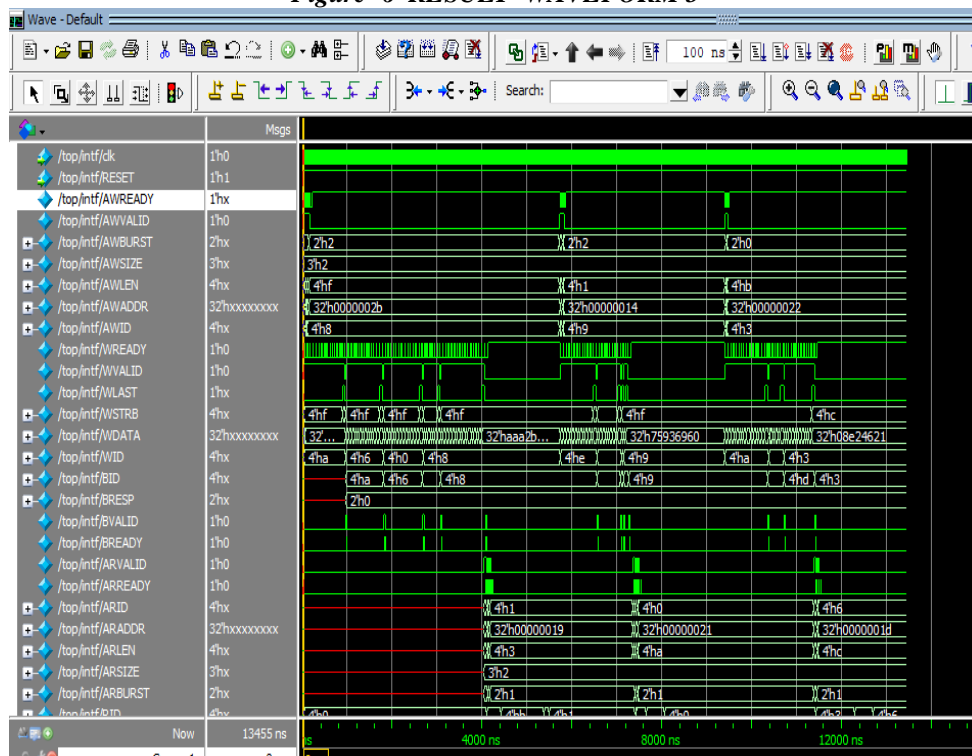 Figure 6 RESULT WAVEFORM 3
Wave - Default
100 ns
Search:
Msgs
/top/intf/clk 1'h0
/top/intf/RESET 1'h1
/top/intf/AWREADY 1'hx
/top/intf/AWVALID 1'h0
/top/intf/AWBURST 2'hx 2'h2 2'h2 2'h0
/top/intf/AWSIZE 3'hx 3'h2
/top/intf/AWLEN 4'hx 4'hf 4'h1 4'hb
/top/intf/AWADDR 32'hxxxxxxxx 32'h0000002b 32'h00000014 32'h00000022
/top/intf/AWID 4'hx 4'h8 4'h9 4'h3
/top/intf/WREADY 1'h0
/top/intf/WVALID 1'h0
/top/intf/WLAST 1'hx
/top/intf/WSTRB 4'hx 4'hf 4'hf 4'hf 4'hf 4'hf 4'hc
/top/intf/WDATA 32'hxxxxxxxx 32'... 32'haaa2b... 32'h75936960 32'h08e24621
/top/intf/WID 4'hx 4'ha 4'h6 4'h0 4'h8 4'he 4'h9 4'ha 4'h3
/top/intf/BID 4'hx 4'ha 4'h6 4'h8 4'h9 4'hd 4'h3
/top/intf/BRESP 2'hx 2'h0
/top/intf/BVALID 1'h0
/top/intf/BREADY 1'h0
/top/intf/ARVALID 1'h0
/top/intf/ARREADY 1'h0
/top/intf/ARID 4'hx 4'h1 4'h0 4'h6
/top/intf/ARADDR 32'hxxxxxxxx 32'h00000019 32'h00000021 32'h0000001d
/top/intf/ARLEN 4'hx 4'h3 4'ha 4'hc
/top/intf/ARSIZE 3'hx 3'h2
/top/intf/ARBURST 2'hx 2'h1 2'h1 2'h1
/top/intf/RID 4'hx 4'h0
Now 13455 ns 4000 ns 8000 ns 12000 ns